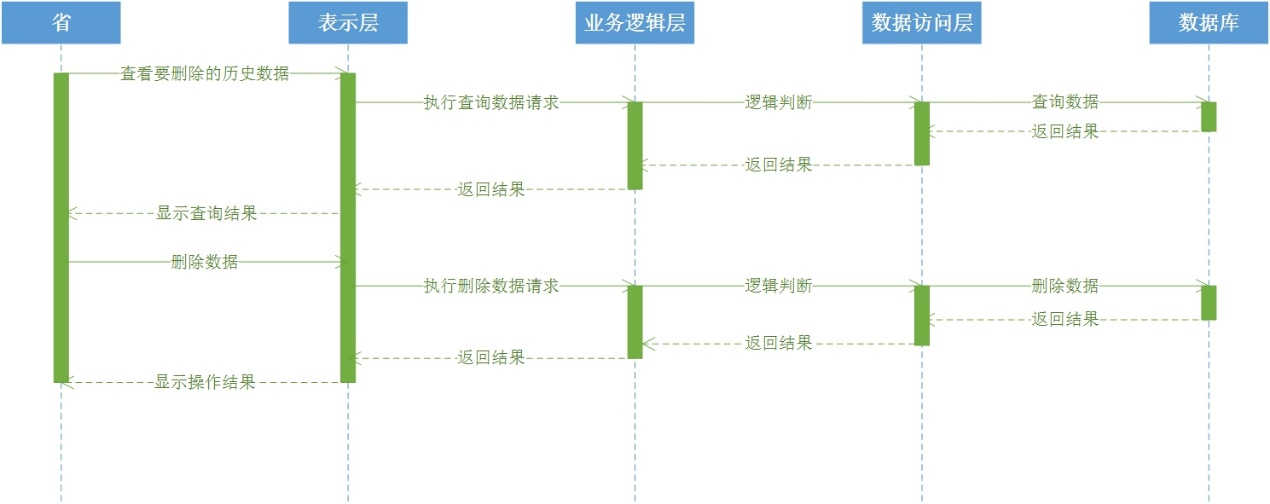 省
表示层
业务逻辑层
数据访问层
数据库
查看要删除的历史数据
执行查询数据请求
逻辑判断
查询数据
返回结果
返回结果
返回结果
显示查询结果
删除数据
执行删除数据请求
逻辑判断
删除数据
返回结果
返回结果
返回结果
显示操作结果